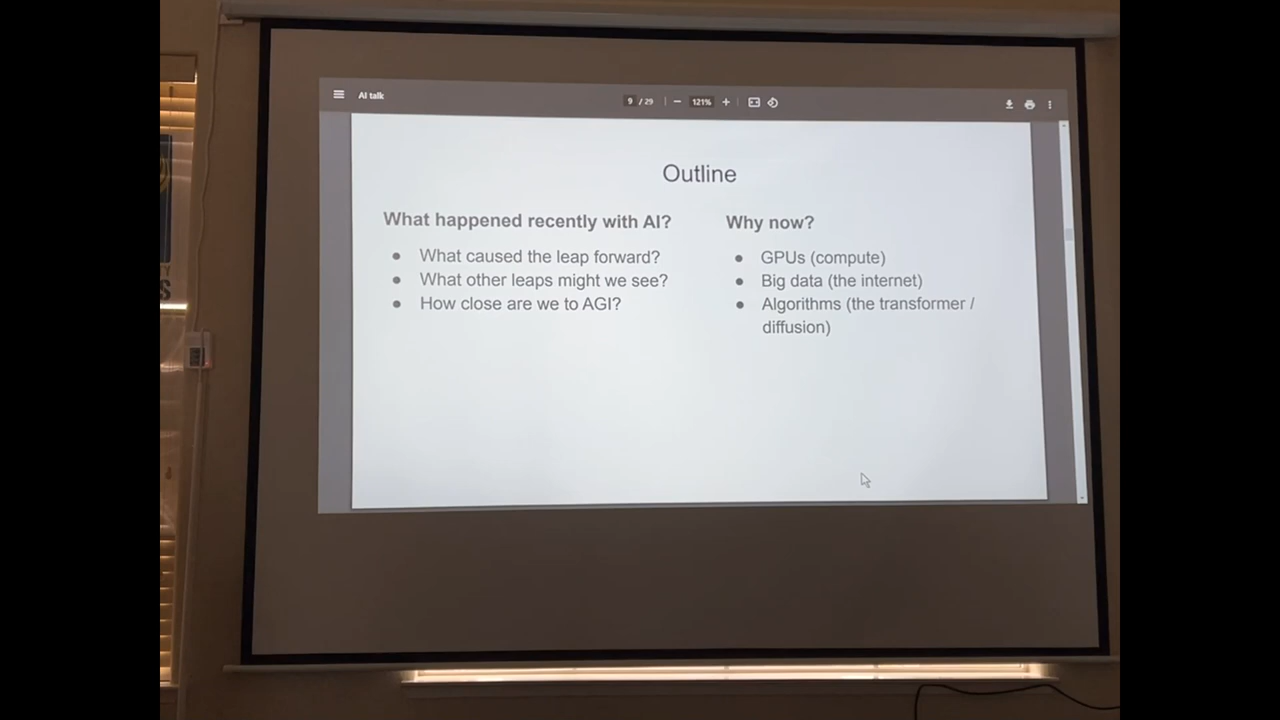 AI talk
9 / 29
121%
Outline
What happened recently with AI?
● What caused the leap forward?
● What other leaps might we see?
● How close are we to AGI?
Why now?
● GPUs (compute)
● Big data (the internet)
● Algorithms (the transformer /
diffusion)